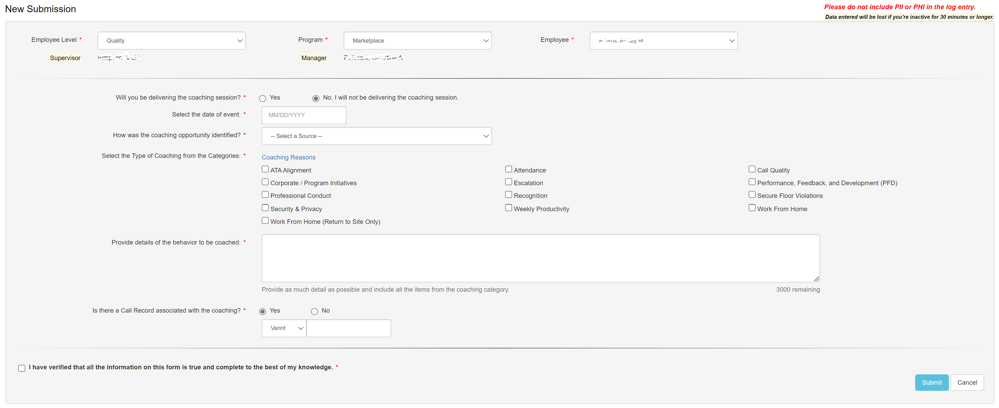 New Submission
Please do not include PII or PHI in the log entry.
Data entered will be lost if you're inactive for 30 minutes or longer.
Employee Level * Quality Program * Marketplace Employee *
Supervisor Manager
Will you be delivering the coaching session? * Yes No, I will not be delivering the coaching session.
Select the date of event: * MM/DD/YYYY
How was the coaching opportunity identified? * -- Select a Source --
Select the Type of Coaching from the Categories: * Coaching Reasons
ATA Alignment Attendance Call Quality
Corporate / Program Initiatives Escalation Performance, Feedback, and Development (PFD)
Professional Conduct Recognition Secure Floor Violations
Security & Privacy Weekly Productivity Work From Home
Work From Home (Return to Site Only)
Provide details of the behavior to be coached: *
Provide as much detail as possible and include all the items from the coaching category. 3000 remaining
Is there a Call Record associated with the coaching? * Yes No
Verint
I have verified that all the information on this form is true and complete to the best of my knowledge. *
Submit Cancel